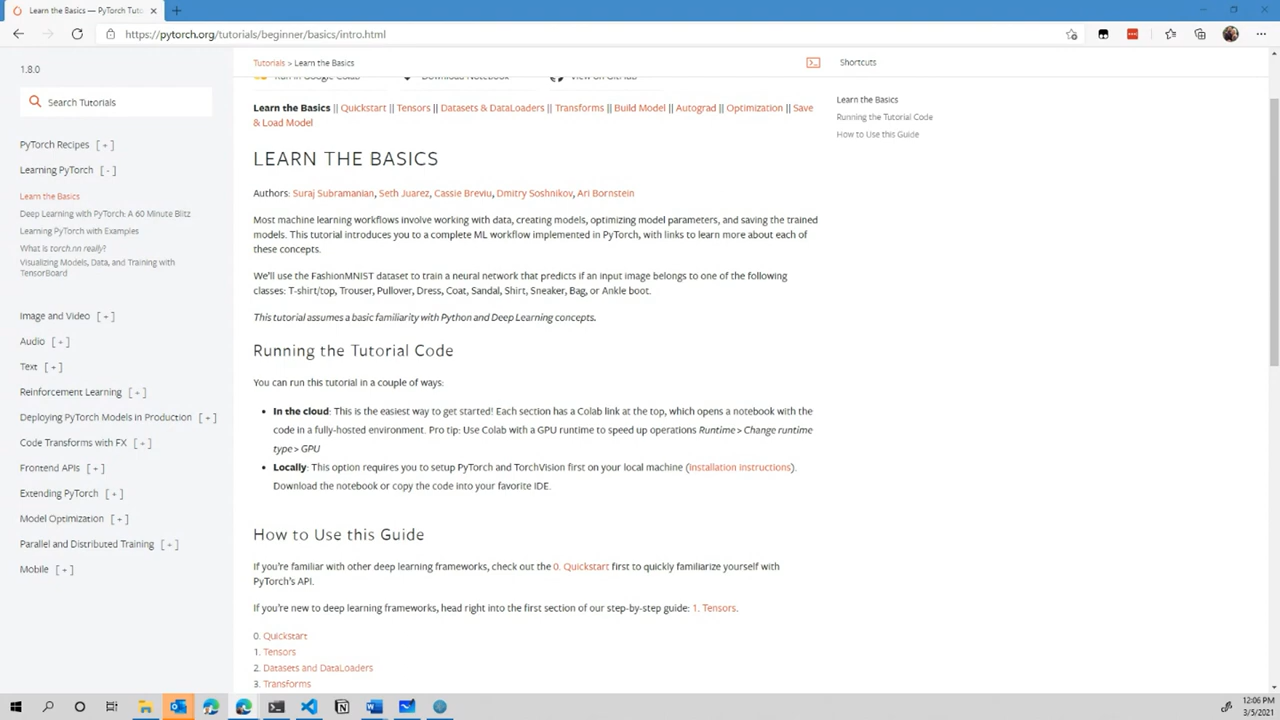 Learn the Basics — PyTorch Tuto
https://pytorch.org/tutorials/beginner/basics/intro.html
1.8.0
Search Tutorials
PyTorch Recipes [ + ]
Learning PyTorch [ - ]
Learn the Basics
Deep Learning with PyTorch: A 60 Minute Blitz
Learning PyTorch with Examples
What is torch.nn really?
Visualizing Models, Data, and Training with
TensorBoard
Image and Video [ + ]
Audio [ + ]
Text [ + ]
Reinforcement Learning [ + ]
Deploying PyTorch Models in Production [ + ]
Code Transforms with FX [ + ]
Frontend APIs [ + ]
Extending PyTorch [ + ]
Model Optimization [ + ]
Parallel and Distributed Training [ + ]
Mobile [ + ]
Tutorials > Learn the Basics
Run in Google Colab Download Notebook View on GitHub
Learn the Basics || Quickstart || Tensors || Datasets & DataLoaders || Transforms || Build Model || Autograd || Optimization || Save
& Load Model
LEARN THE BASICS
Authors: Suraj Subramanian, Seth Juarez, Cassie Breviu, Dmitry Soshnikov, Ari Bornstein
Most machine learning workflows involve working with data, creating models, optimizing model parameters, and saving the trained
models. This tutorial introduces you to a complete ML workflow implemented in PyTorch, with links to learn more about each of
these concepts.
We'll use the FashionMNIST dataset to train a neural network that predicts if an input image belongs to one of the following
classes: T-shirt/top, Trouser, Pullover, Dress, Coat, Sandal, Shirt, Sneaker, Bag, or Ankle boot.
This tutorial assumes a basic familiarity with Python and Deep Learning concepts.
Running the Tutorial Code
You can run this tutorial in a couple of ways:
• In the cloud: This is the easiest way to get started! Each section has a Colab link at the top, which opens a notebook with the
code in a fully-hosted environment. Pro tip: Use Colab with a GPU runtime to speed up operations Runtime > Change runtime
type > GPU
• Locally: This option requires you to setup PyTorch and TorchVision first on your local machine (installation instructions).
Download the notebook or copy the code into your favorite IDE.
How to Use this Guide
If you're familiar with other deep learning frameworks, check out the 0. Quickstart first to quickly familiarize yourself with
PyTorch's API.
If you're new to deep learning frameworks, head right into the first section of our step-by-step guide: 1. Tensors.
0. Quickstart
1. Tensors
2. Datasets and DataLoaders
3. Transforms
Shortcuts
Learn the Basics
Running the Tutorial Code
How to Use this Guide
12:06 PM
3/5/2021